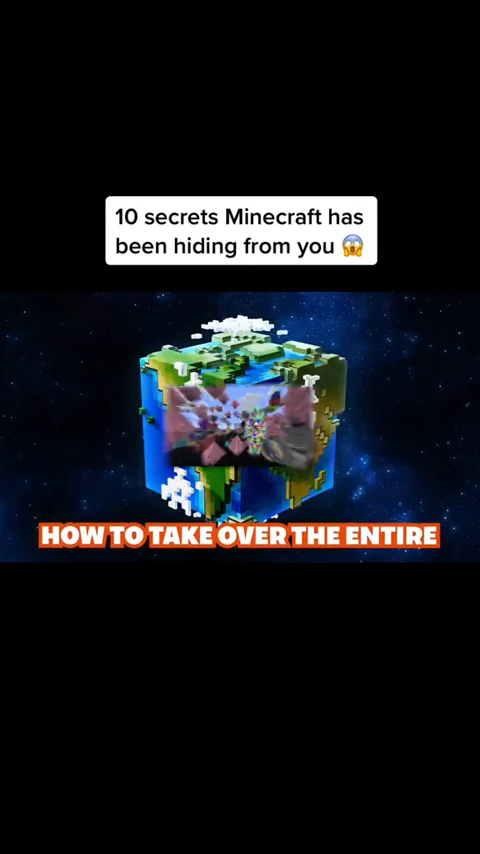 10 secrets Minecraft has
been hiding from you 😱
HOW TO TAKE OVER THE ENTIRE